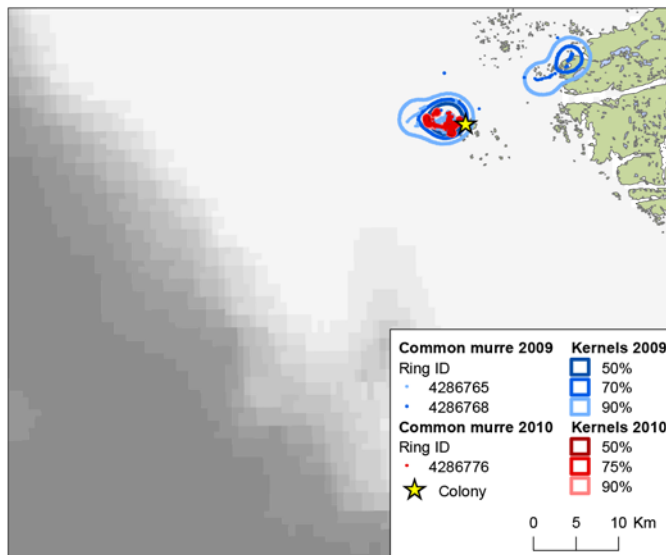 Common murre 2009
Ring ID
4286765
4286768
Common murre 2010
Ring ID
4286776
Colony
Kernels 2009
50%
70%
90%
Kernels 2010
50%
75%
90%
0 5 10 Km